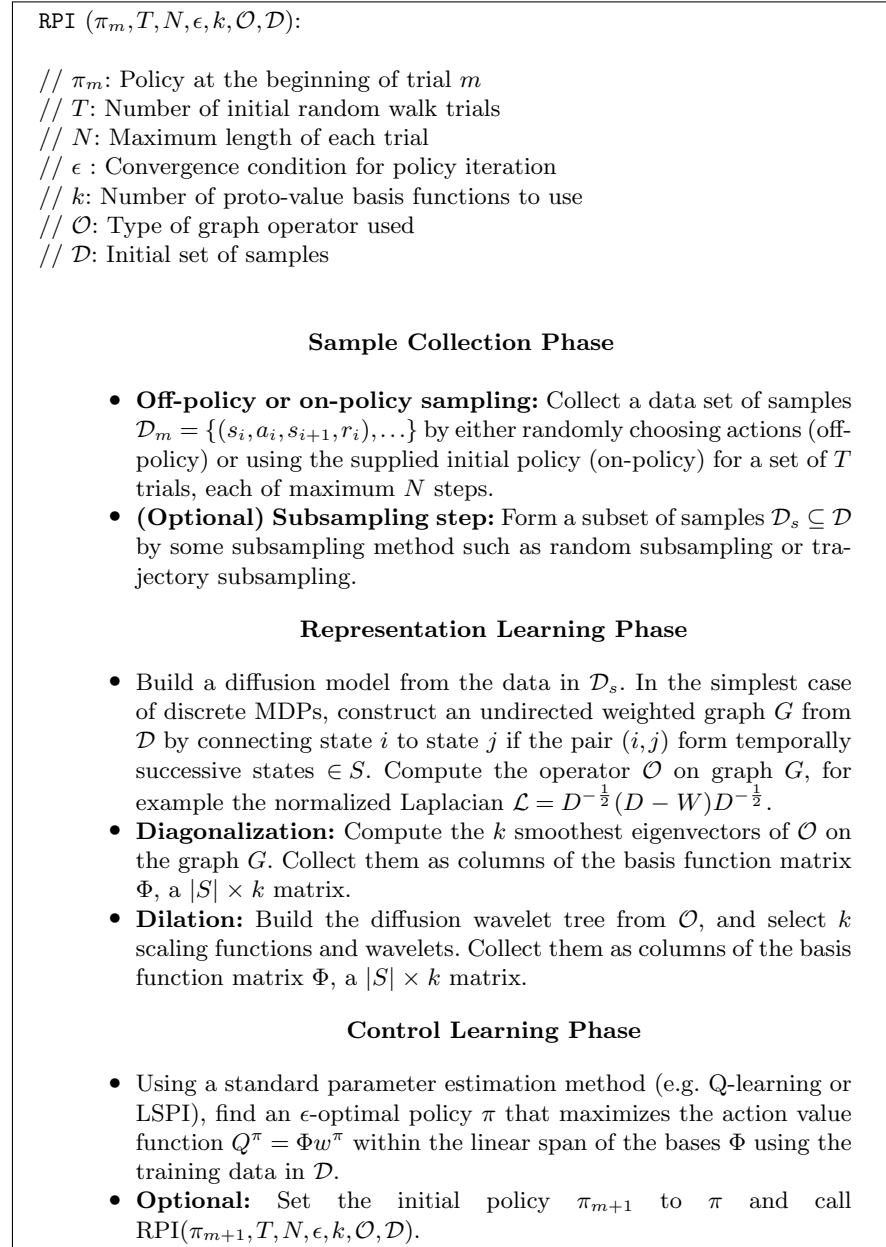 RPI (π_m, T, N, ϵ, k, 𝒪, 𝒟):
// π_m: Policy at the beginning of trial m
// T: Number of initial random walk trials
// N: Maximum length of each trial
// ϵ : Convergence condition for policy iteration
// k: Number of proto-value basis functions to use
// 𝒪: Type of graph operator used
// 𝒟: Initial set of samples
Sample Collection Phase
• Off-policy or on-policy sampling: Collect a data set of samples
𝒟_m = {(s_i, a_i, s_{i+1}, r_i), ...} by either randomly choosing actions (off-
policy) or using the supplied initial policy (on-policy) for a set of T
trials, each of maximum N steps.
• (Optional) Subsampling step: Form a subset of samples 𝒟_s ⊆ 𝒟
by some subsampling method such as random subsampling or tra-
jectory subsampling.
Representation Learning Phase
• Build a diffusion model from the data in 𝒟_s. In the simplest case
of discrete MDPs, construct an undirected weighted graph G from
𝒟 by connecting state i to state j if the pair (i, j) form temporally
successive states ∈ S. Compute the operator 𝒪 on graph G, for
example the normalized Laplacian ℒ = D^{-1/2}(D − W)D^{-1/2}.
• Diagonalization: Compute the k smoothest eigenvectors of 𝒪 on
the graph G. Collect them as columns of the basis function matrix
Φ, a |S| × k matrix.
• Dilation: Build the diffusion wavelet tree from 𝒪, and select k
scaling functions and wavelets. Collect them as columns of the basis
function matrix Φ, a |S| × k matrix.
Control Learning Phase
• Using a standard parameter estimation method (e.g. Q-learning or
LSPI), find an ϵ-optimal policy π that maximizes the action value
function Q^π = Φw^π within the linear span of the bases Φ using the
training data in 𝒟.
• Optional: Set the initial policy π_{m+1} to π and call
RPI(π_{m+1}, T, N, ϵ, k, 𝒪, 𝒟).